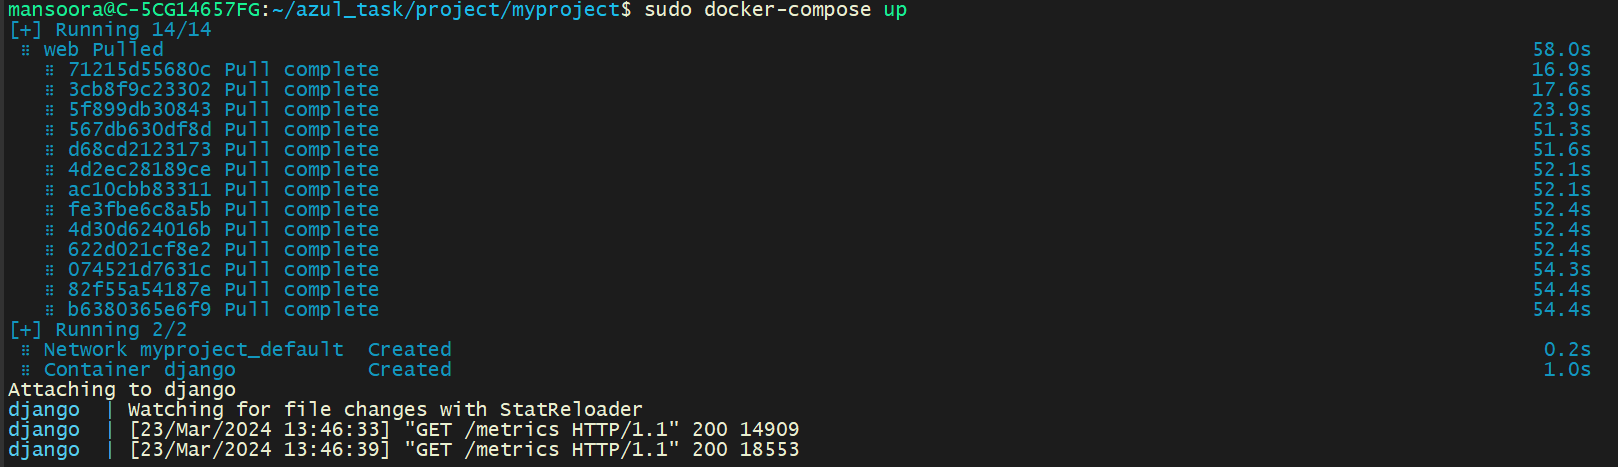 mansoora@C-5CG14657FG:~/azul_task/project/myproject$ sudo docker-compose up
[+] Running 14/14
⠿ web Pulled 58.0s
⠿ 71215d55680c Pull complete 16.9s
⠿ 3cb8f9c23302 Pull complete 17.6s
⠿ 5f899db30843 Pull complete 23.9s
⠿ 567db630df8d Pull complete 51.3s
⠿ d68cd2123173 Pull complete 51.6s
⠿ 4d2ec28189ce Pull complete 52.1s
⠿ ac10cbb83311 Pull complete 52.1s
⠿ fe3fbe6c8a5b Pull complete 52.4s
⠿ 4d30d624016b Pull complete 52.4s
⠿ 622d021cf8e2 Pull complete 52.4s
⠿ 074521d7631c Pull complete 54.3s
⠿ 82f55a54187e Pull complete 54.4s
⠿ b6380365e6f9 Pull complete 54.4s
[+] Running 2/2
⠿ Network myproject_default Created 0.2s
⠿ Container django Created 1.0s
Attaching to django
django | Watching for file changes with StatReloader
django | [23/Mar/2024 13:46:33] "GET /metrics HTTP/1.1" 200 14909
django | [23/Mar/2024 13:46:39] "GET /metrics HTTP/1.1" 200 18553